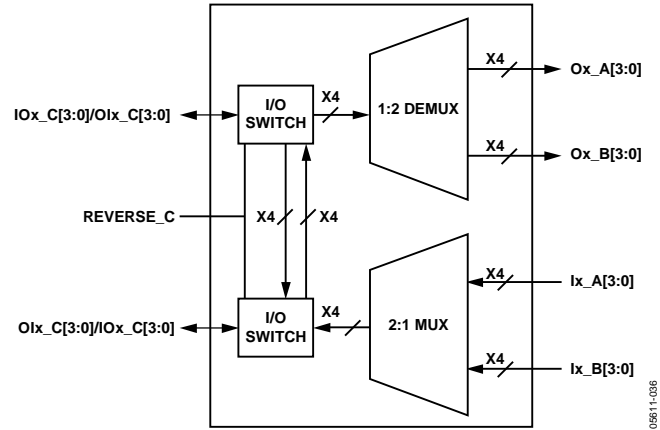 X4
Ox_A[3:0]
I/O
SWITCH
X4
1:2 DEMUX
IOx_C[3:0]/OIx_C[3:0]
X4
Ox_B[3:0]
REVERSE_C
X4
X4
X4
Ix_A[3:0]
I/O
SWITCH
X4
2:1 MUX
OIx_C[3:0]/IOx_C[3:0]
X4
Ix_B[3:0]
05611-036